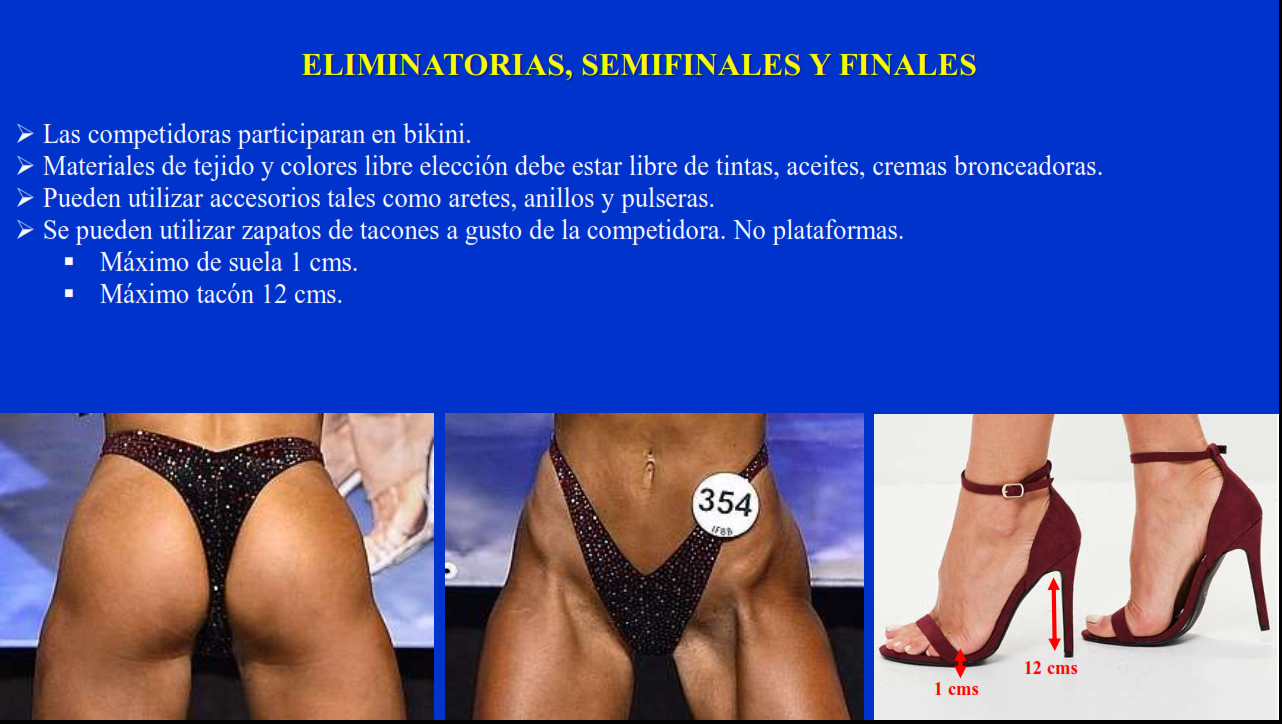 ELIMINATORIAS, SEMIFINALES Y FINALES
Las competidoras participaran en bikini.
Materiales de tejido y colores libre elección debe estar libre de tintas, aceites, cremas bronceadoras.
Pueden utilizar accesorios tales como aretes, anillos y pulseras.
Se pueden utilizar zapatos de tacones a gusto de la competidora. No plataformas.
Máximo de suela 1 cms.
Máximo tacón 12 cms.
354
IFBB
12 cms
1 cms